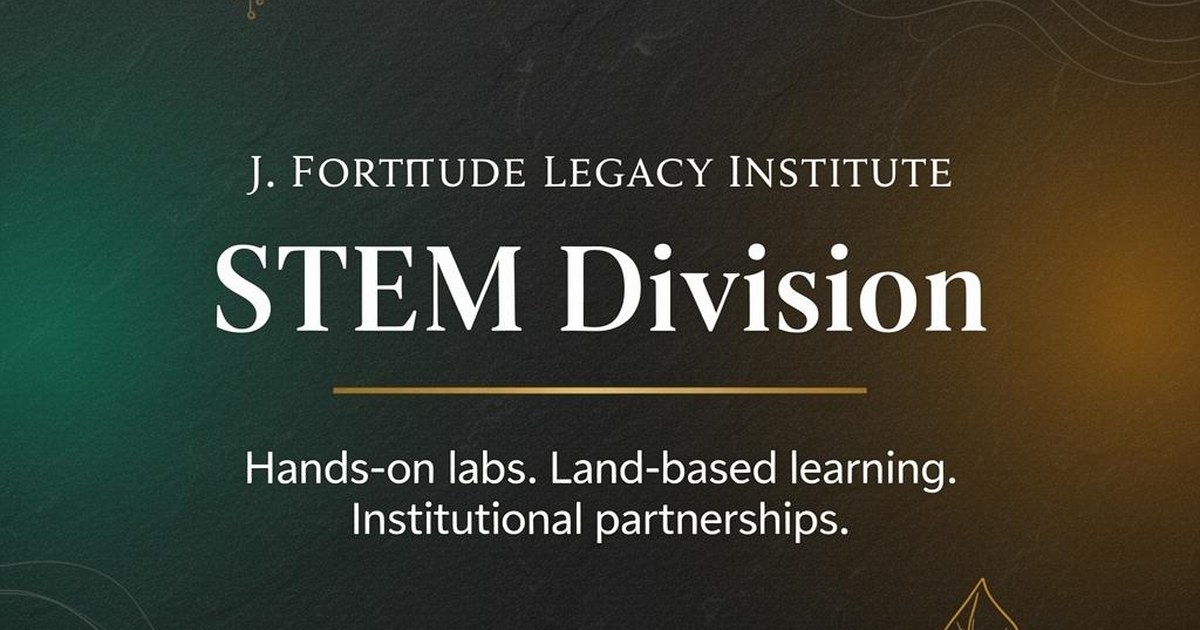 J. FORTITUDE LEGACY INSTITUTE
STEM Division
Hands-on labs. Land-based learning.
Institutional partnerships.